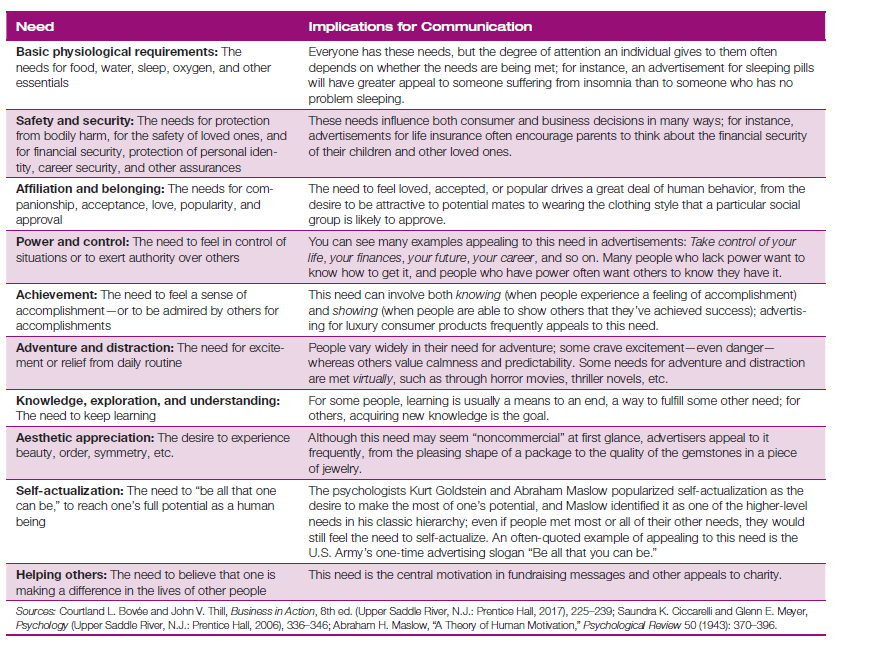 Need
Implications for Communication
Basic physiological requirements: The
needs for food, water, sleep, oxygen, and other
essentials
Everyone has these needs, but the degree of attention an individual gives to them often
depends on whether the needs are being met; for instance, an advertisement for sleeping pills
will have greater appeal to someone suffering from insomnia than to someone who has no
problem sleeping.
Safety and security: The needs for protection
from bodily harm, for the safety of loved ones, and
for financial security, protection of personal iden-
tity, career security, and other assurances
These needs influence both consumer and business decisions in many ways; for instance,
advertisements for life insurance often encourage parents to think about the financial security
of their children and other loved ones.
Affiliation and belonging: The needs for com-
panionship, acceptance, love, popularity, and
approval
The need to feel loved, accepted, or popular drives a great deal of human behavior, from the
desire to be attractive to potential mates to wearing the clothing style that a particular social
group is likely to approve.
Power and control: The need to feel in control of
situations or to exert authority over others
You can see many examples appealing to this need in advertisements: Take control of your
life, your finances, your future, your career, and so on. Many people who lack power want to
know how to get it, and people who have power often want others to know they have it.
Achievement: The need to feel a sense of
accomplishment—or to be admired by others for
accomplishments
This need can involve both knowing (when people experience a feeling of accomplishment)
and showing (when people are able to show others that they've achieved success); advertis-
ing for luxury consumer products frequently appeals to this need.
Adventure and distraction: The need for excite-
ment or relief from daily routine
People vary widely in their need for adventure; some crave excitement—even danger—
whereas others value calmness and predictability. Some needs for adventure and distraction
are met virtually, such as through horror movies, thriller novels, etc.
Knowledge, exploration, and understanding:
The need to keep learning
For some people, learning is usually a means to an end, a way to fulfill some other need; for
others, acquiring new knowledge is the goal.
Aesthetic appreciation: The desire to experience
beauty, order, symmetry, etc.
Although this need may seem “noncommercial” at first glance, advertisers appeal to it
frequently, from the pleasing shape of a package to the quality of the gemstones in a piece
of jewelry.
Self-actualization: The need to “be all that one
can be,” to reach one's full potential as a human
being
The psychologists Kurt Goldstein and Abraham Maslow popularized self-actualization as the
desire to make the most of one's potential, and Maslow identified it as one of the higher-level
needs in his classic hierarchy; even if people met most or all of their other needs, they would
still feel the need to self-actualize. An often-quoted example of appealing to this need is the
U.S. Army's one-time advertising slogan “Be all that you can be.”
Helping others: The need to believe that one is
making a difference in the lives of other people
This need is the central motivation in fundraising messages and other appeals to charity.
Sources: Courtland L. Bovée and John V. Thill, Business in Action, 8th ed. (Upper Saddle River, N.J.: Prentice Hall, 2017), 225–239; Saundra K. Ciccarelli and Glenn E. Meyer,
Psychology (Upper Saddle River, N.J.: Prentice Hall, 2006), 336–346; Abraham H. Maslow, “A Theory of Human Motivation,” Psychological Review 50 (1943): 370–396.